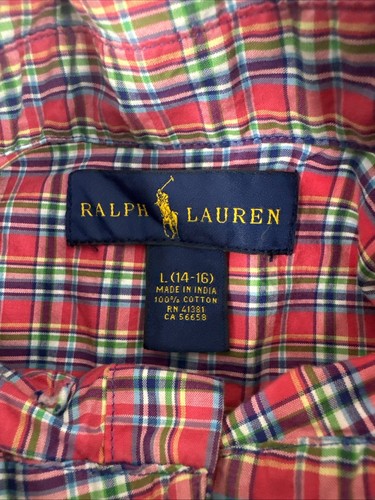 RALPH LAUREN
L (14-16)
MADE IN INDIA
100% COTTON
RN 41381
CA 56658